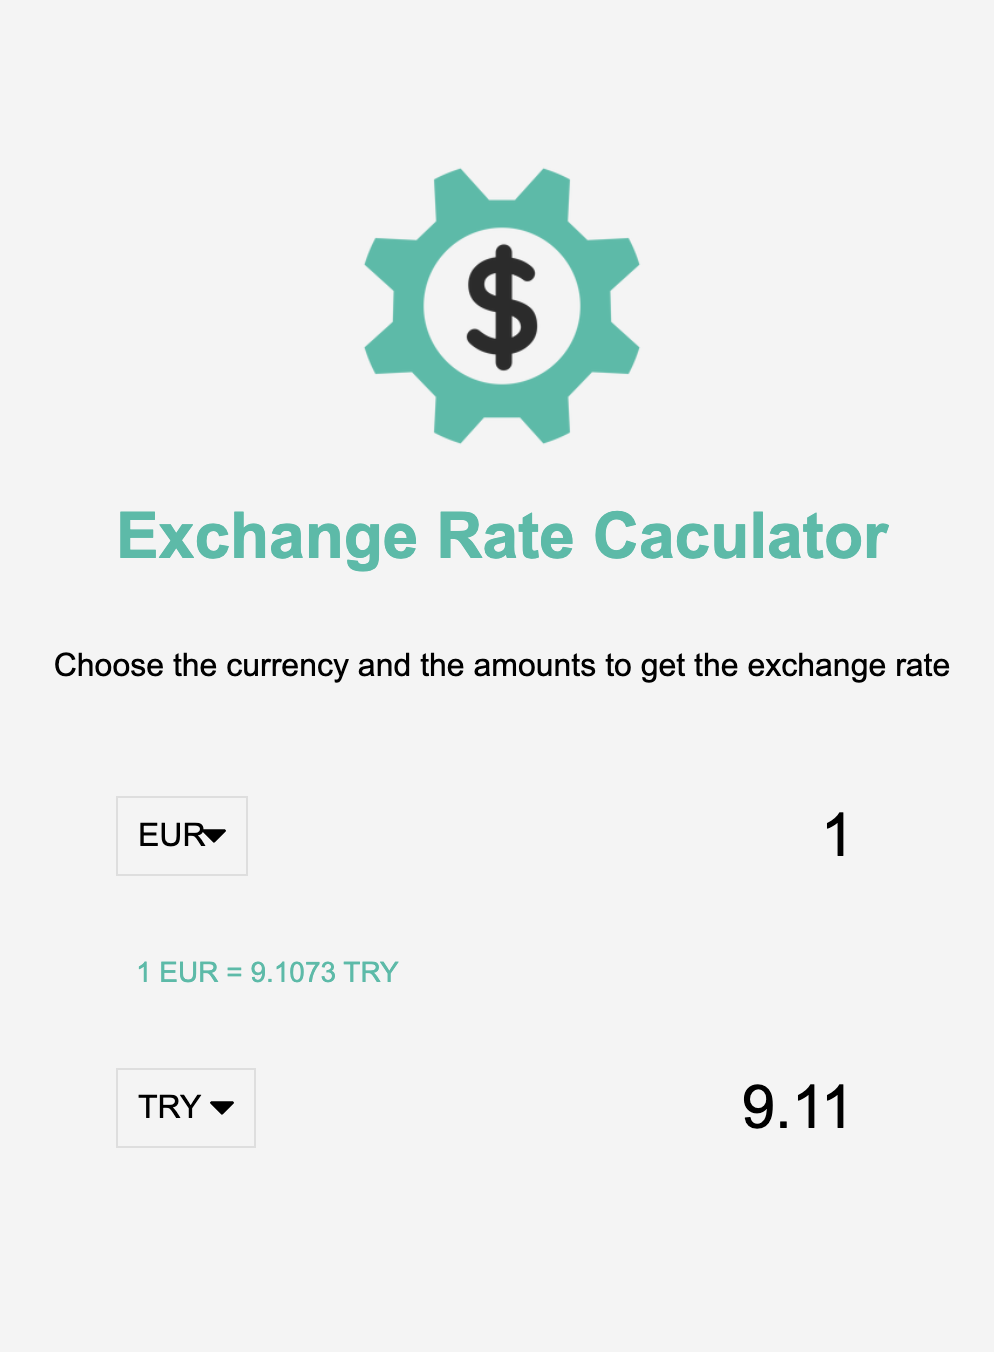 $
Exchange Rate Caculator
Choose the currency and the amounts to get the exchange rate
EUR
1
1 EUR = 9.1073 TRY
TRY
9.11